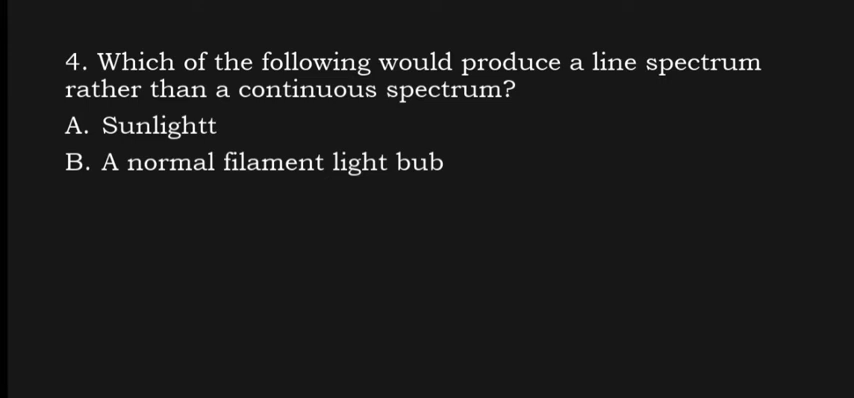 4. Which of the following would produce a line spectrum
rather than a continuous spectrum?
A. Sunlightt
B. A normal filament light bub